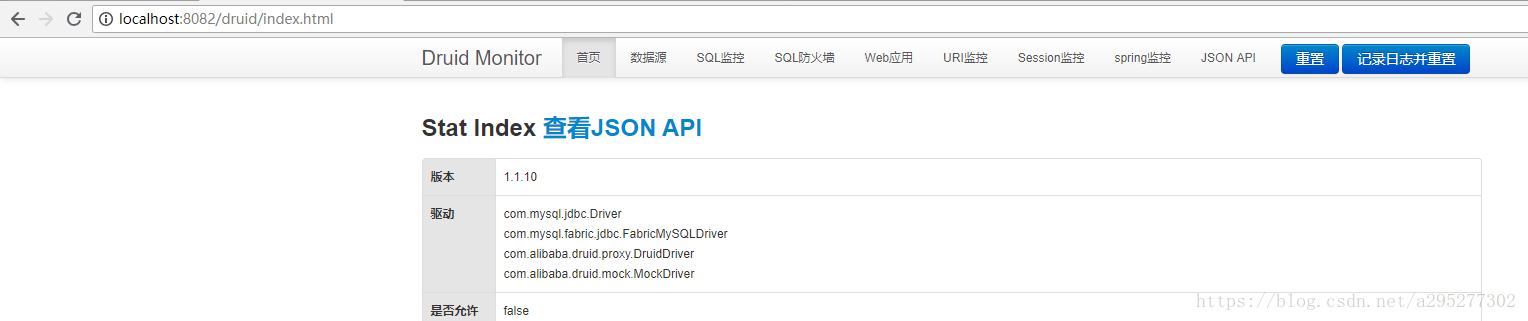 localhost:8082/druid/index.html
Druid Monitor 首页 数据源 SQL监控 SQL防火墙 Web应用 URI监控 Session监控 spring监控 JSON API 重置 记录日志并重置
Stat Index 查看JSON API
版本 1.1.10
驱动 com.mysql.jdbc.Driver
com.mysql.fabric.jdbc.FabricMySQLDriver
com.alibaba.druid.proxy.DruidDriver
com.alibaba.druid.mock.MockDriver
是否允许 false
https://blog.csdn.net/a295277302